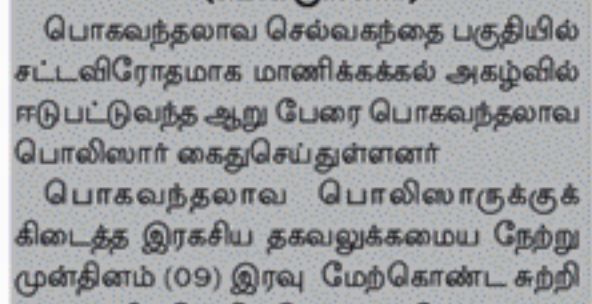 பொகவந்தலாவ செல்வகந்தை பகுதியில்
சட்டவிரோதமாக மாணிக்கக்கல் அகழ்வில்
ஈடுபட்டுவந்த ஆறு பேரை பொகவந்தலாவ
பொலிஸார் கைதுசெய்துள்ளனர்
பொகவந்தலாவ பொலிஸாருக்குக்
கிடைத்த இரகசிய தகவலுக்கமைய நேற்று
முன்தினம் (09) இரவு மேற்கொண்ட சுற்றி